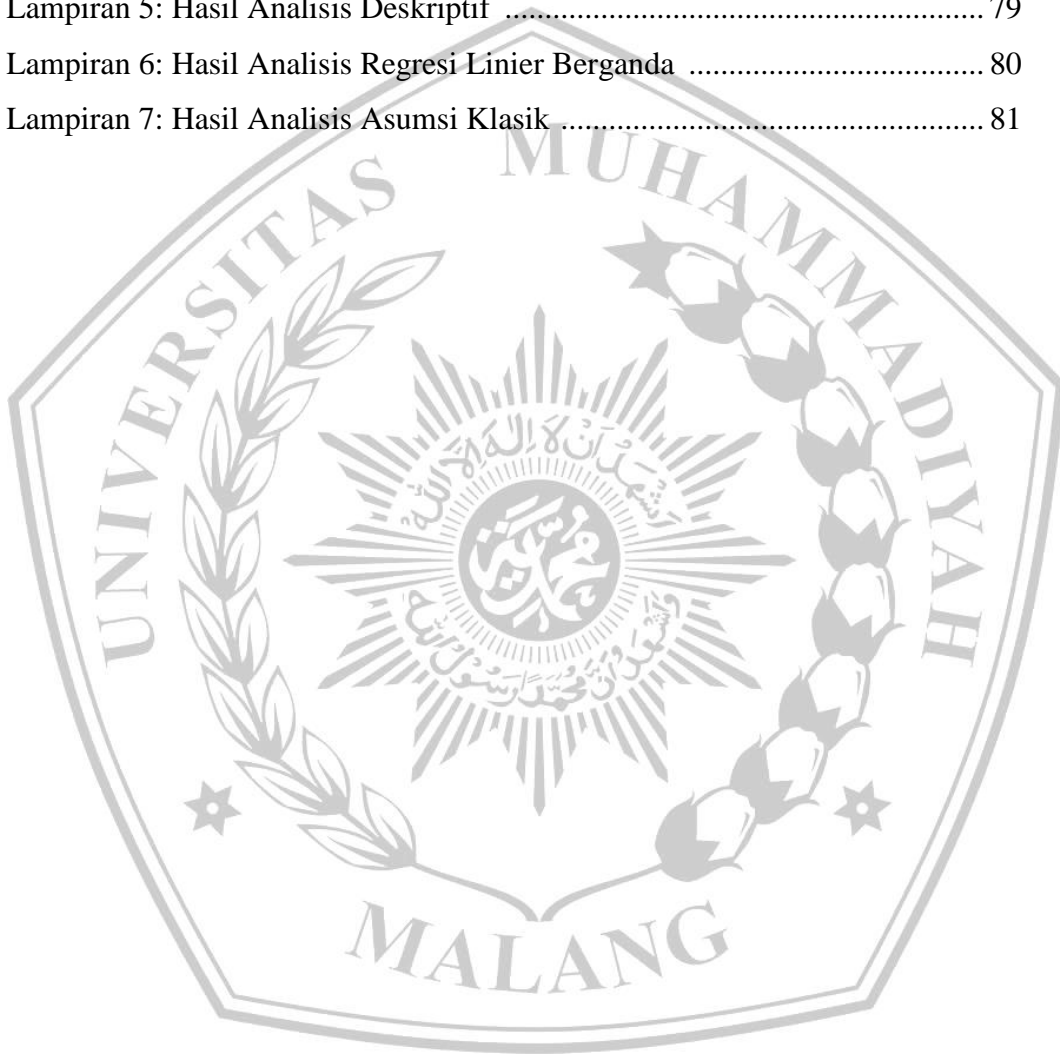 Lampiran 5: Hasil Analisis Deskriptif .......................................................... 79
Lampiran 6: Hasil Analisis Regresi Linier Berganda .................................... 80
Lampiran 7: Hasil Analisis Asumsi Klasik ................................................... 81
UNIVERSITAS MUHAMMADIYAH
MALANG